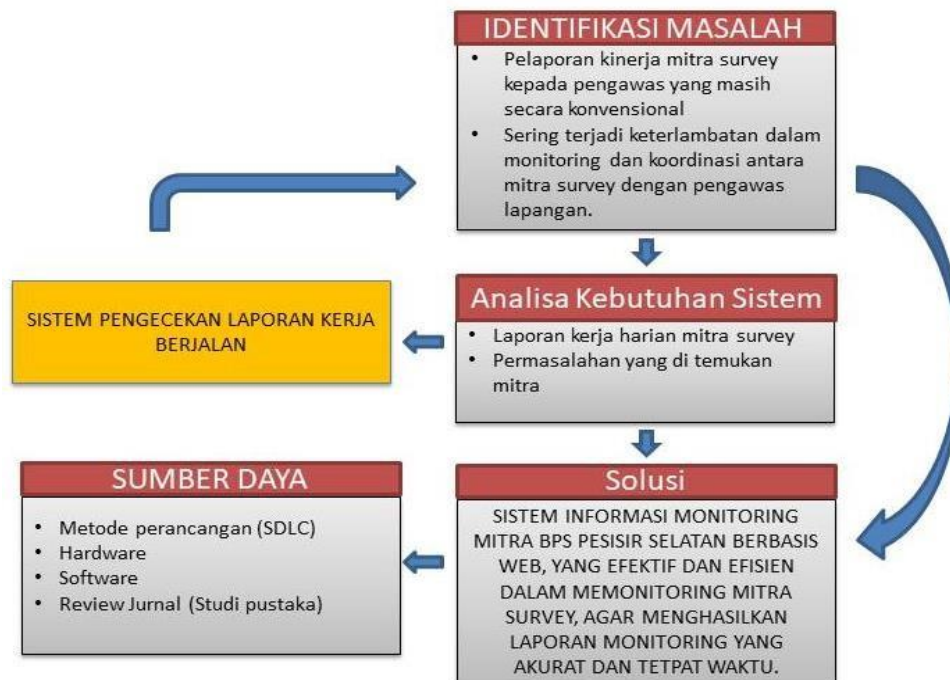 IDENTIFIKASI MASALAH
• Pelaporan kinerja mitra survey
kepada pengawas yang masih
secara konvensional
• Sering terjadi keterlambatan dalam
monitoring dan koordinasi antara
mitra survey dengan pengawas
lapangan.
SISTEM PENGECEKAN LAPORAN KERJA
BERJALAN
Analisa Kebutuhan Sistem
• Laporan kerja harian mitra survey
• Permasalahan yang di temukan
mitra
SUMBER DAYA
• Metode perancangan (SDLC)
• Hardware
• Software
• Review Jurnal (Studi pustaka)
Solusi
SISTEM INFORMASI MONITORING
MITRA BPS PESISIR SELATAN BERBASIS
WEB, YANG EFEKTIF DAN EFISIEN
DALAM MEMONITORING MITRA
SURVEY, AGAR MENGHASILKAN
LAPORAN MONITORING YANG
AKURAT DAN TETPAT WAKTU.